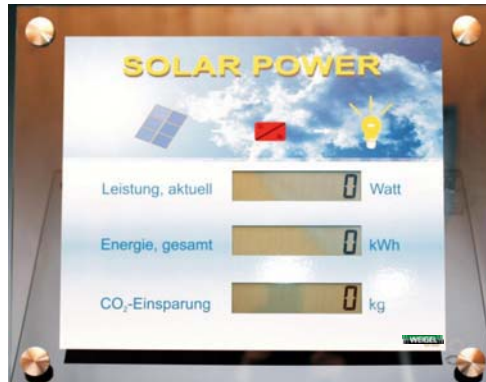 SOLAR POWER
Leistung, aktuell 0 Watt
Energie, gesamt 0 kWh
CO₂-Einsparung 0 kg
WEIGEL